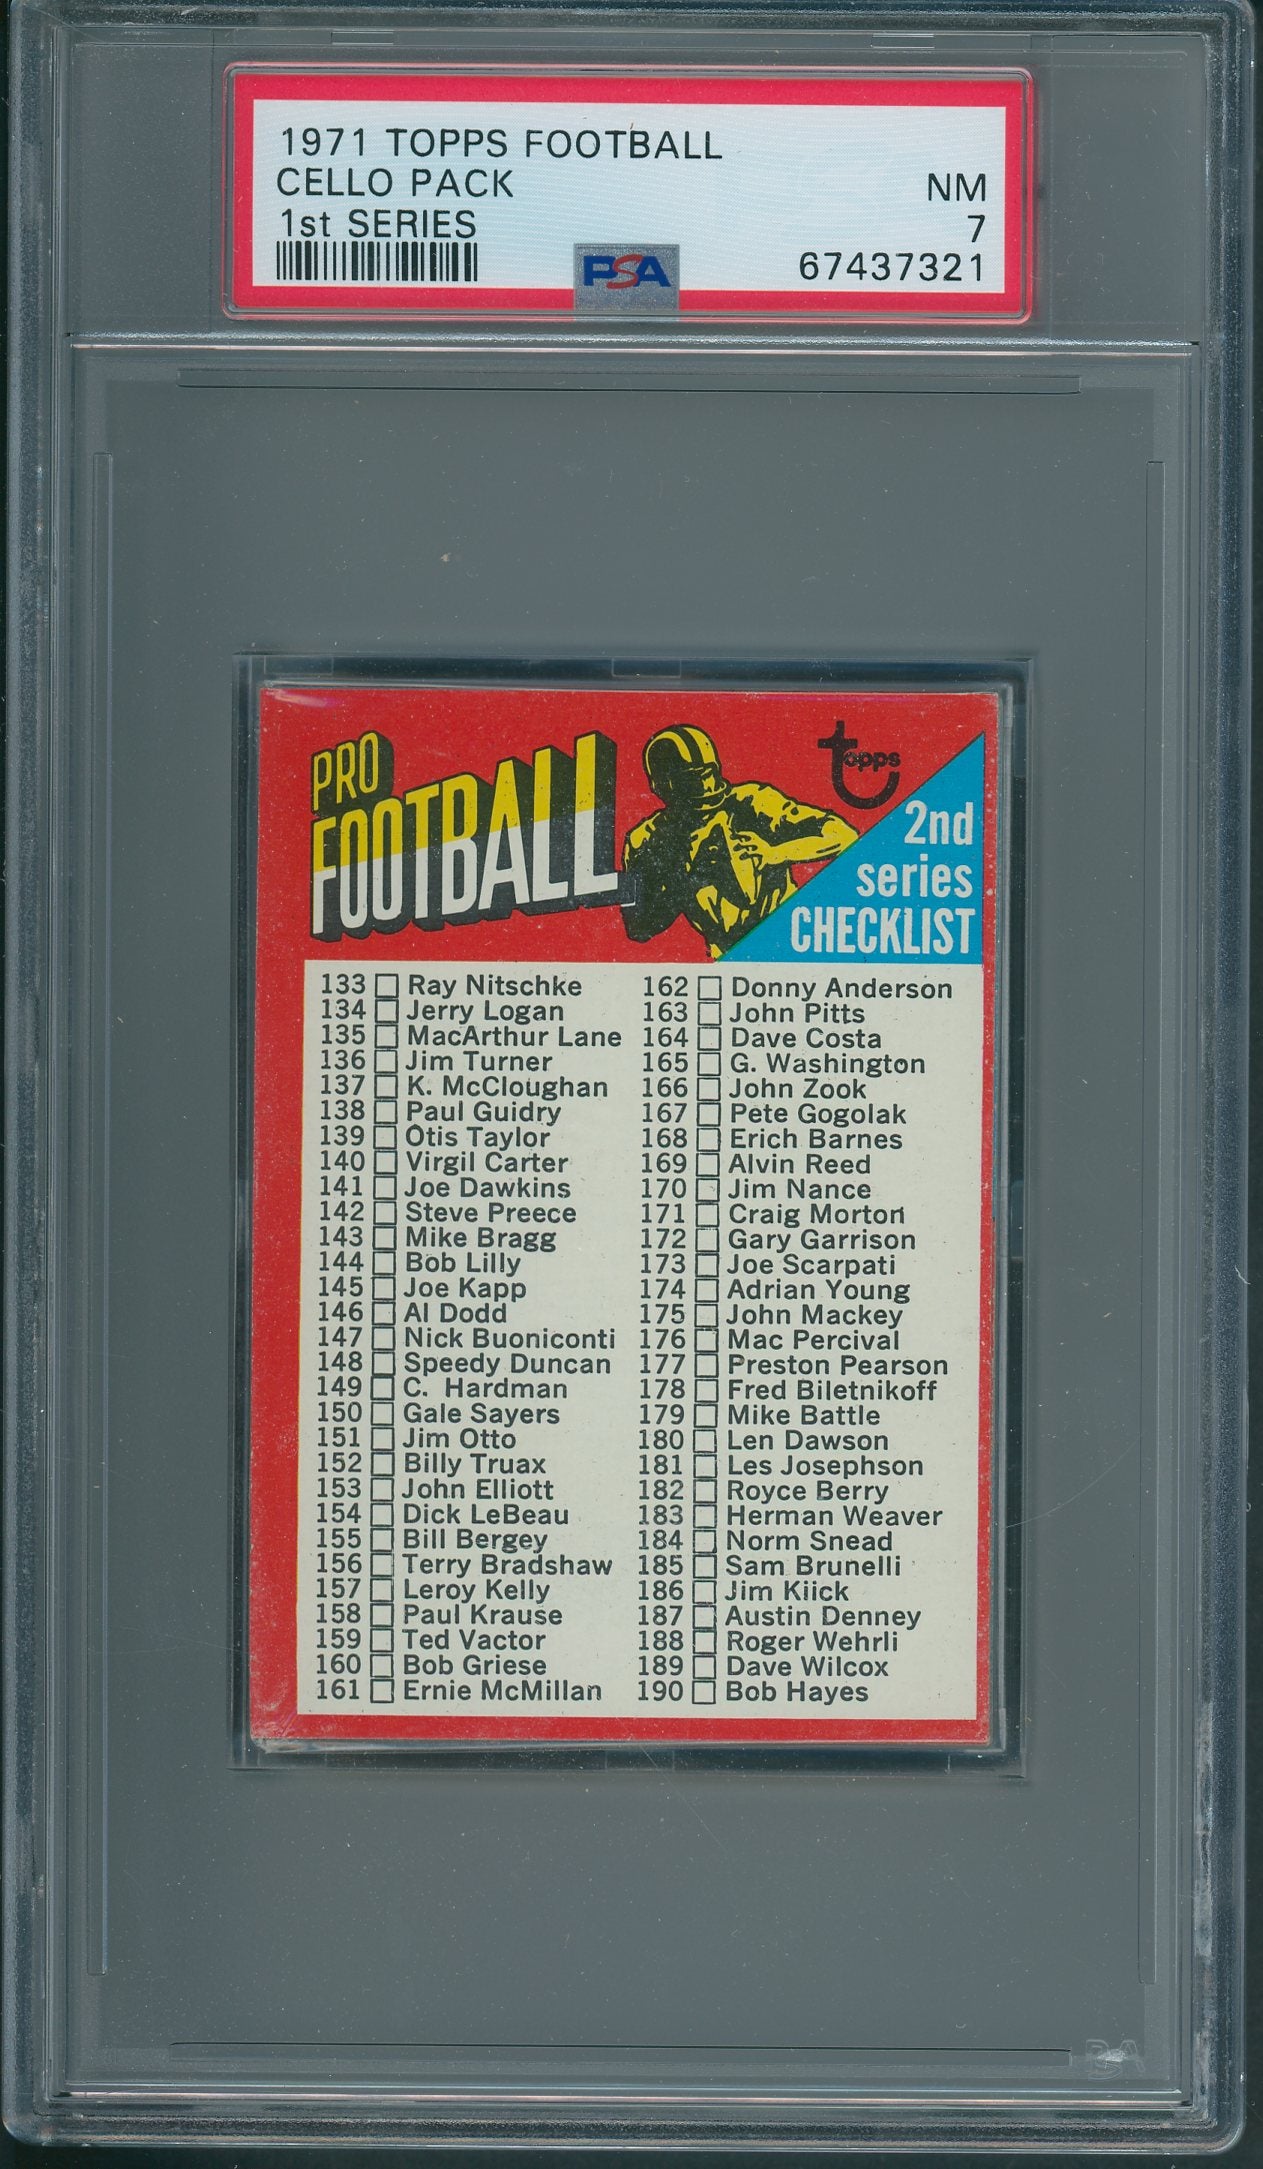 1971 TOPPS FOOTBALL
CELLO PACK
1st SERIES
NM
7
67437321
PSA
PRO
FOOTBALL
topps
2nd
series
CHECKLIST
133 Ray Nitschke
134 Jerry Logan
135 MacArthur Lane
136 Jim Turner
137 K. McCloughan
138 Paul Guidry
139 Otis Taylor
140 Virgil Carter
141 Joe Dawkins
142 Steve Preece
143 Mike Bragg
144 Bob Lilly
145 Joe Kapp
146 Al Dodd
147 Nick Buoniconti
148 Speedy Duncan
149 C. Hardman
150 Gale Sayers
151 Jim Otto
152 Billy Truax
153 John Elliott
154 Dick LeBeau
155 Bill Bergey
156 Terry Bradshaw
157 Leroy Kelly
158 Paul Krause
159 Ted Vactor
160 Bob Griese
161 Ernie McMillan
162 Donny Anderson
163 John Pitts
164 Dave Costa
165 G. Washington
166 John Zook
167 Pete Gogolak
168 Erich Barnes
169 Alvin Reed
170 Jim Nance
171 Craig Morton
172 Gary Garrison
173 Joe Scarpati
174 Adrian Young
175 John Mackey
176 Mac Percival
177 Preston Pearson
178 Fred Biletnikoff
179 Mike Battle
180 Len Dawson
181 Les Josephson
182 Royce Berry
183 Herman Weaver
184 Norm Snead
185 Sam Brunelli
186 Jim Kiick
187 Austin Denney
188 Roger Wehrli
189 Dave Wilcox
190 Bob Hayes
PSA